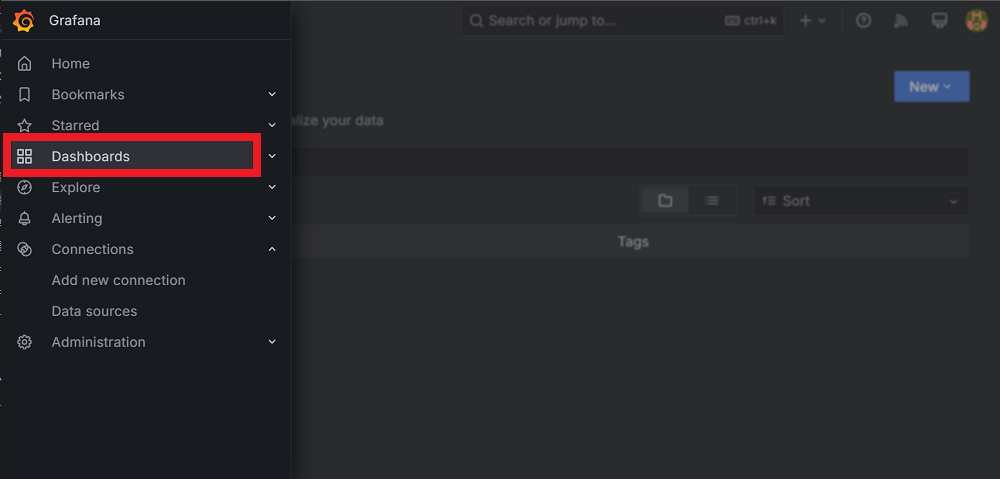 Grafana
Search or jump to...
ctrl+k
Home
Bookmarks
Starred
Dashboards
Explore
Alerting
Connections
Add new connection
Data sources
Administration
New
alize your data
Sort
Tags